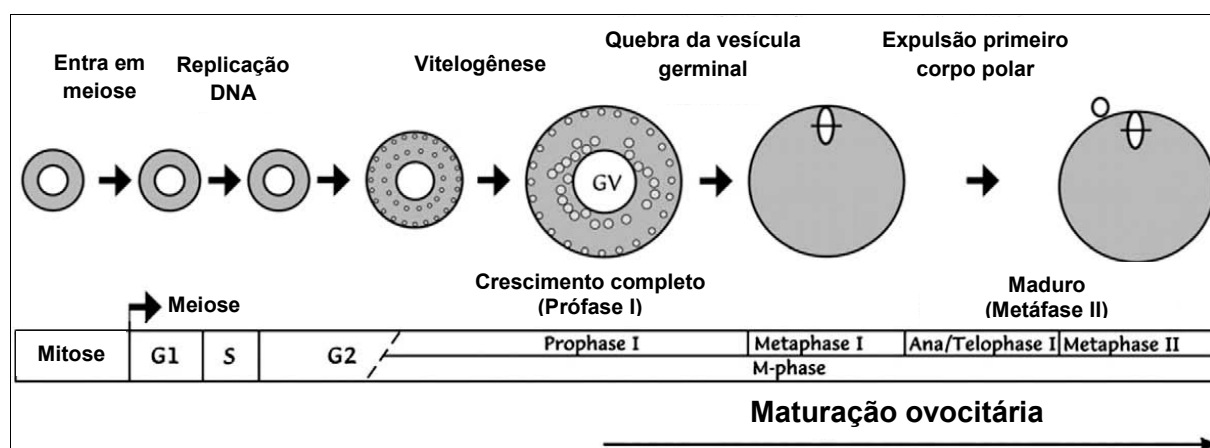 Entra em
meiose
Replicação
DNA
Vitelogênese
Quebra da vesícula
germinal
Expulsão primeiro
corpo polar
GV
Crescimento completo
(Prófase I)
Maduro
(Metáfase II)
Meiose
Mitose
G1
S
G2
Prophase I
Metaphase I
Ana/Telophase I
Metaphase II
M-phase
Maturação ovocitária